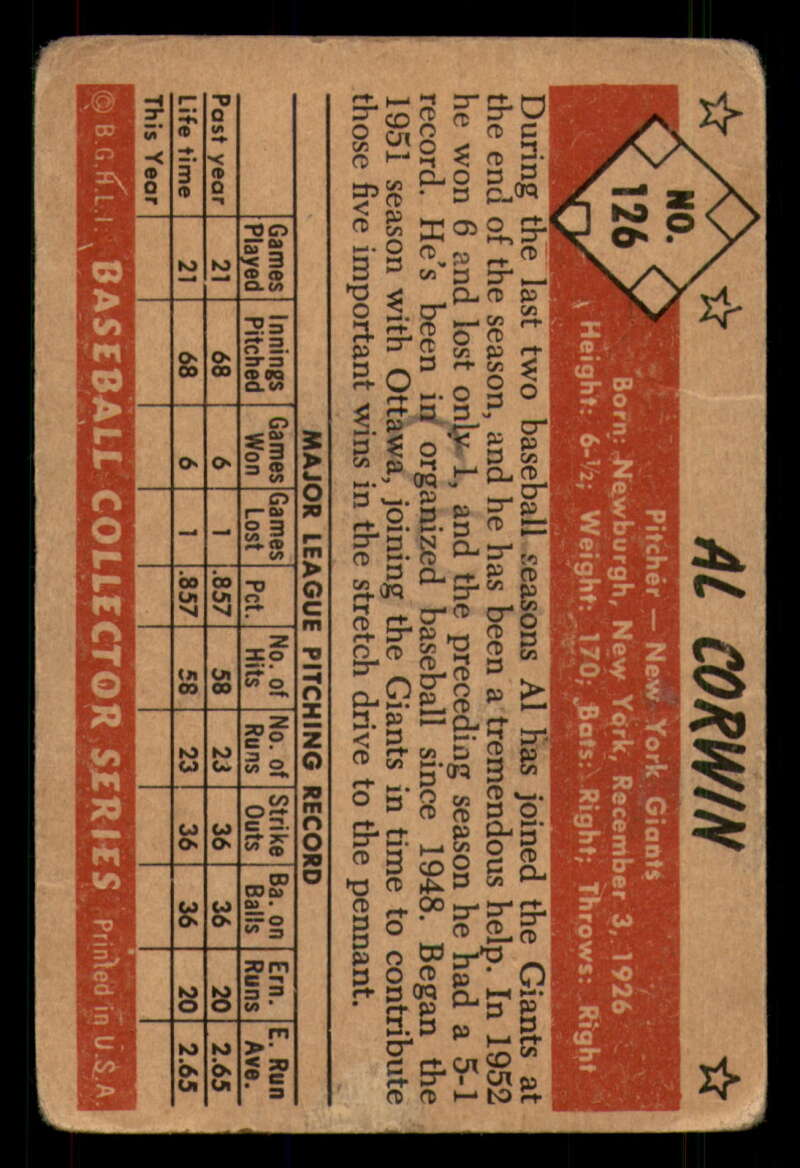 NO.
126
AL CORWIN
Pitcher — New York Giants
Born: Newburgh, New York, December 3, 1926
Height: 6-½; Weight: 170; Bats: Right; Throws: Right
During the last two baseball seasons Al has joined the Giants at
the end of the season, and he has been a tremendous help. In 1952
he won 6 and lost only 1, and the preceding season he had a 5-1
record. He's been in organized baseball since 1948. Began the
1951 season with Ottawa, joining the Giants in time to contribute
those five important wins in the stretch drive to the pennant.
MAJOR LEAGUE PITCHING RECORD
Games Played Innings Pitched Games Won Games Lost Pct. No. of Hits No. of Runs Strike Outs Ba. on Balls Ern. Runs E. Run Ave.
Past year 21 68 6 1 .857 58 23 36 36 20 2.65
Life time 21 68 6 1 .857 58 23 36 36 20 2.65
This Year
© B.G.H.L.I. BASEBALL COLLECTOR SERIES Printed in U.S.A.